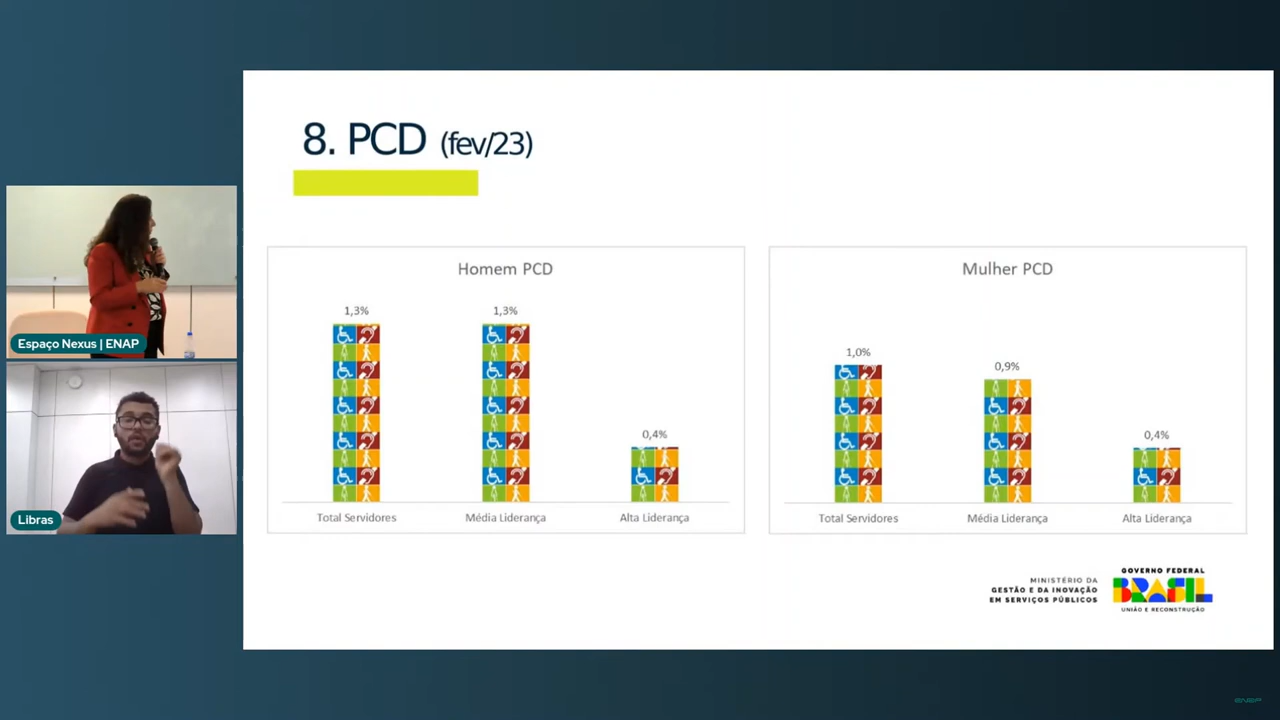 8. PCD (fev/23)
Homem PCD
1,3%
1,3%
0,4%
Total Servidores
Média Liderança
Alta Liderança
Mulher PCD
1,0%
0,9%
0,4%
Total Servidores
Média Liderança
Alta Liderança
Espaço Nexus | ENAP
Libras
MINISTÉRIO DA
GESTÃO E DA INOVAÇÃO
EM SERVIÇOS PÚBLICOS
GOVERNO FEDERAL
BRASIL
UNIÃO E RECONSTRUÇÃO
ENAP